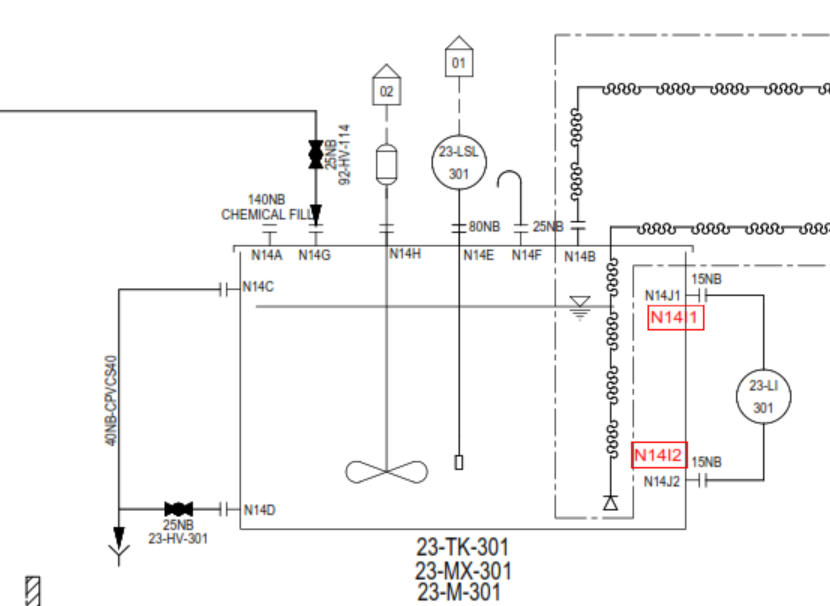 01
02
25NB
92-HV-114
23-LSL
301
140NB
CHEMICAL FILL
80NB
25NB
N14A
N14G
N14H
N14E
N14F
N14B
N14C
15NB
N14J1
N14I1
40NB-CPVCS40
23-LI
301
N14I2
15NB
N14J2
N14D
25NB
23-HV-301
23-TK-301
23-MX-301
23-M-301